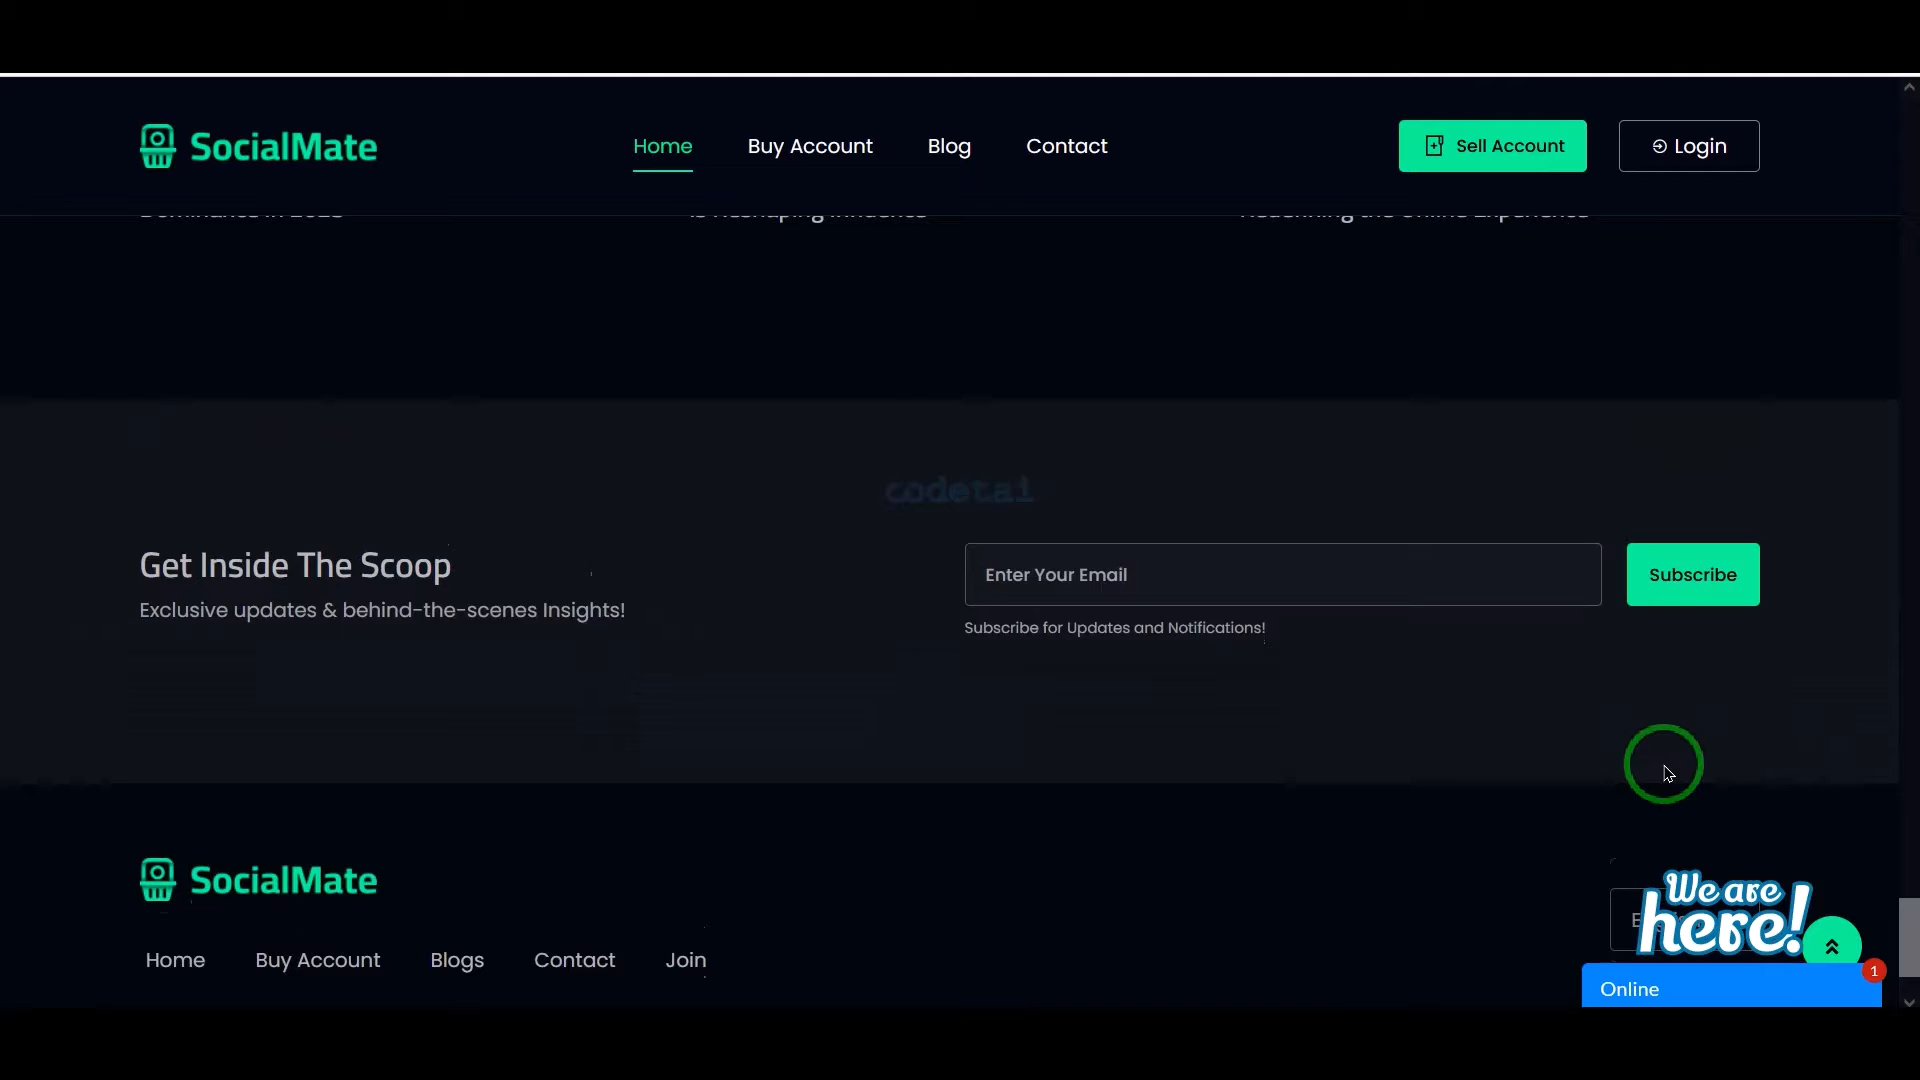 SocialMate
Home
Buy Account
Blog
Contact
Sell Account
Login
codetai
Get Inside The Scoop
Exclusive updates & behind-the-scenes Insights!
Enter Your Email
Subscribe
Subscribe for Updates and Notifications!
SocialMate
Home
Buy Account
Blogs
Contact
Join
We are
here!
1
Online